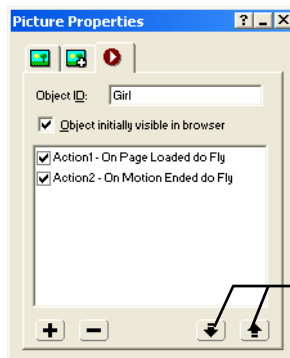 Picture Properties
Object ID: Girl
Object initially visible in browser
Action1 - On Page Loaded do Fly
Action2 - On Motion Ended do Fly